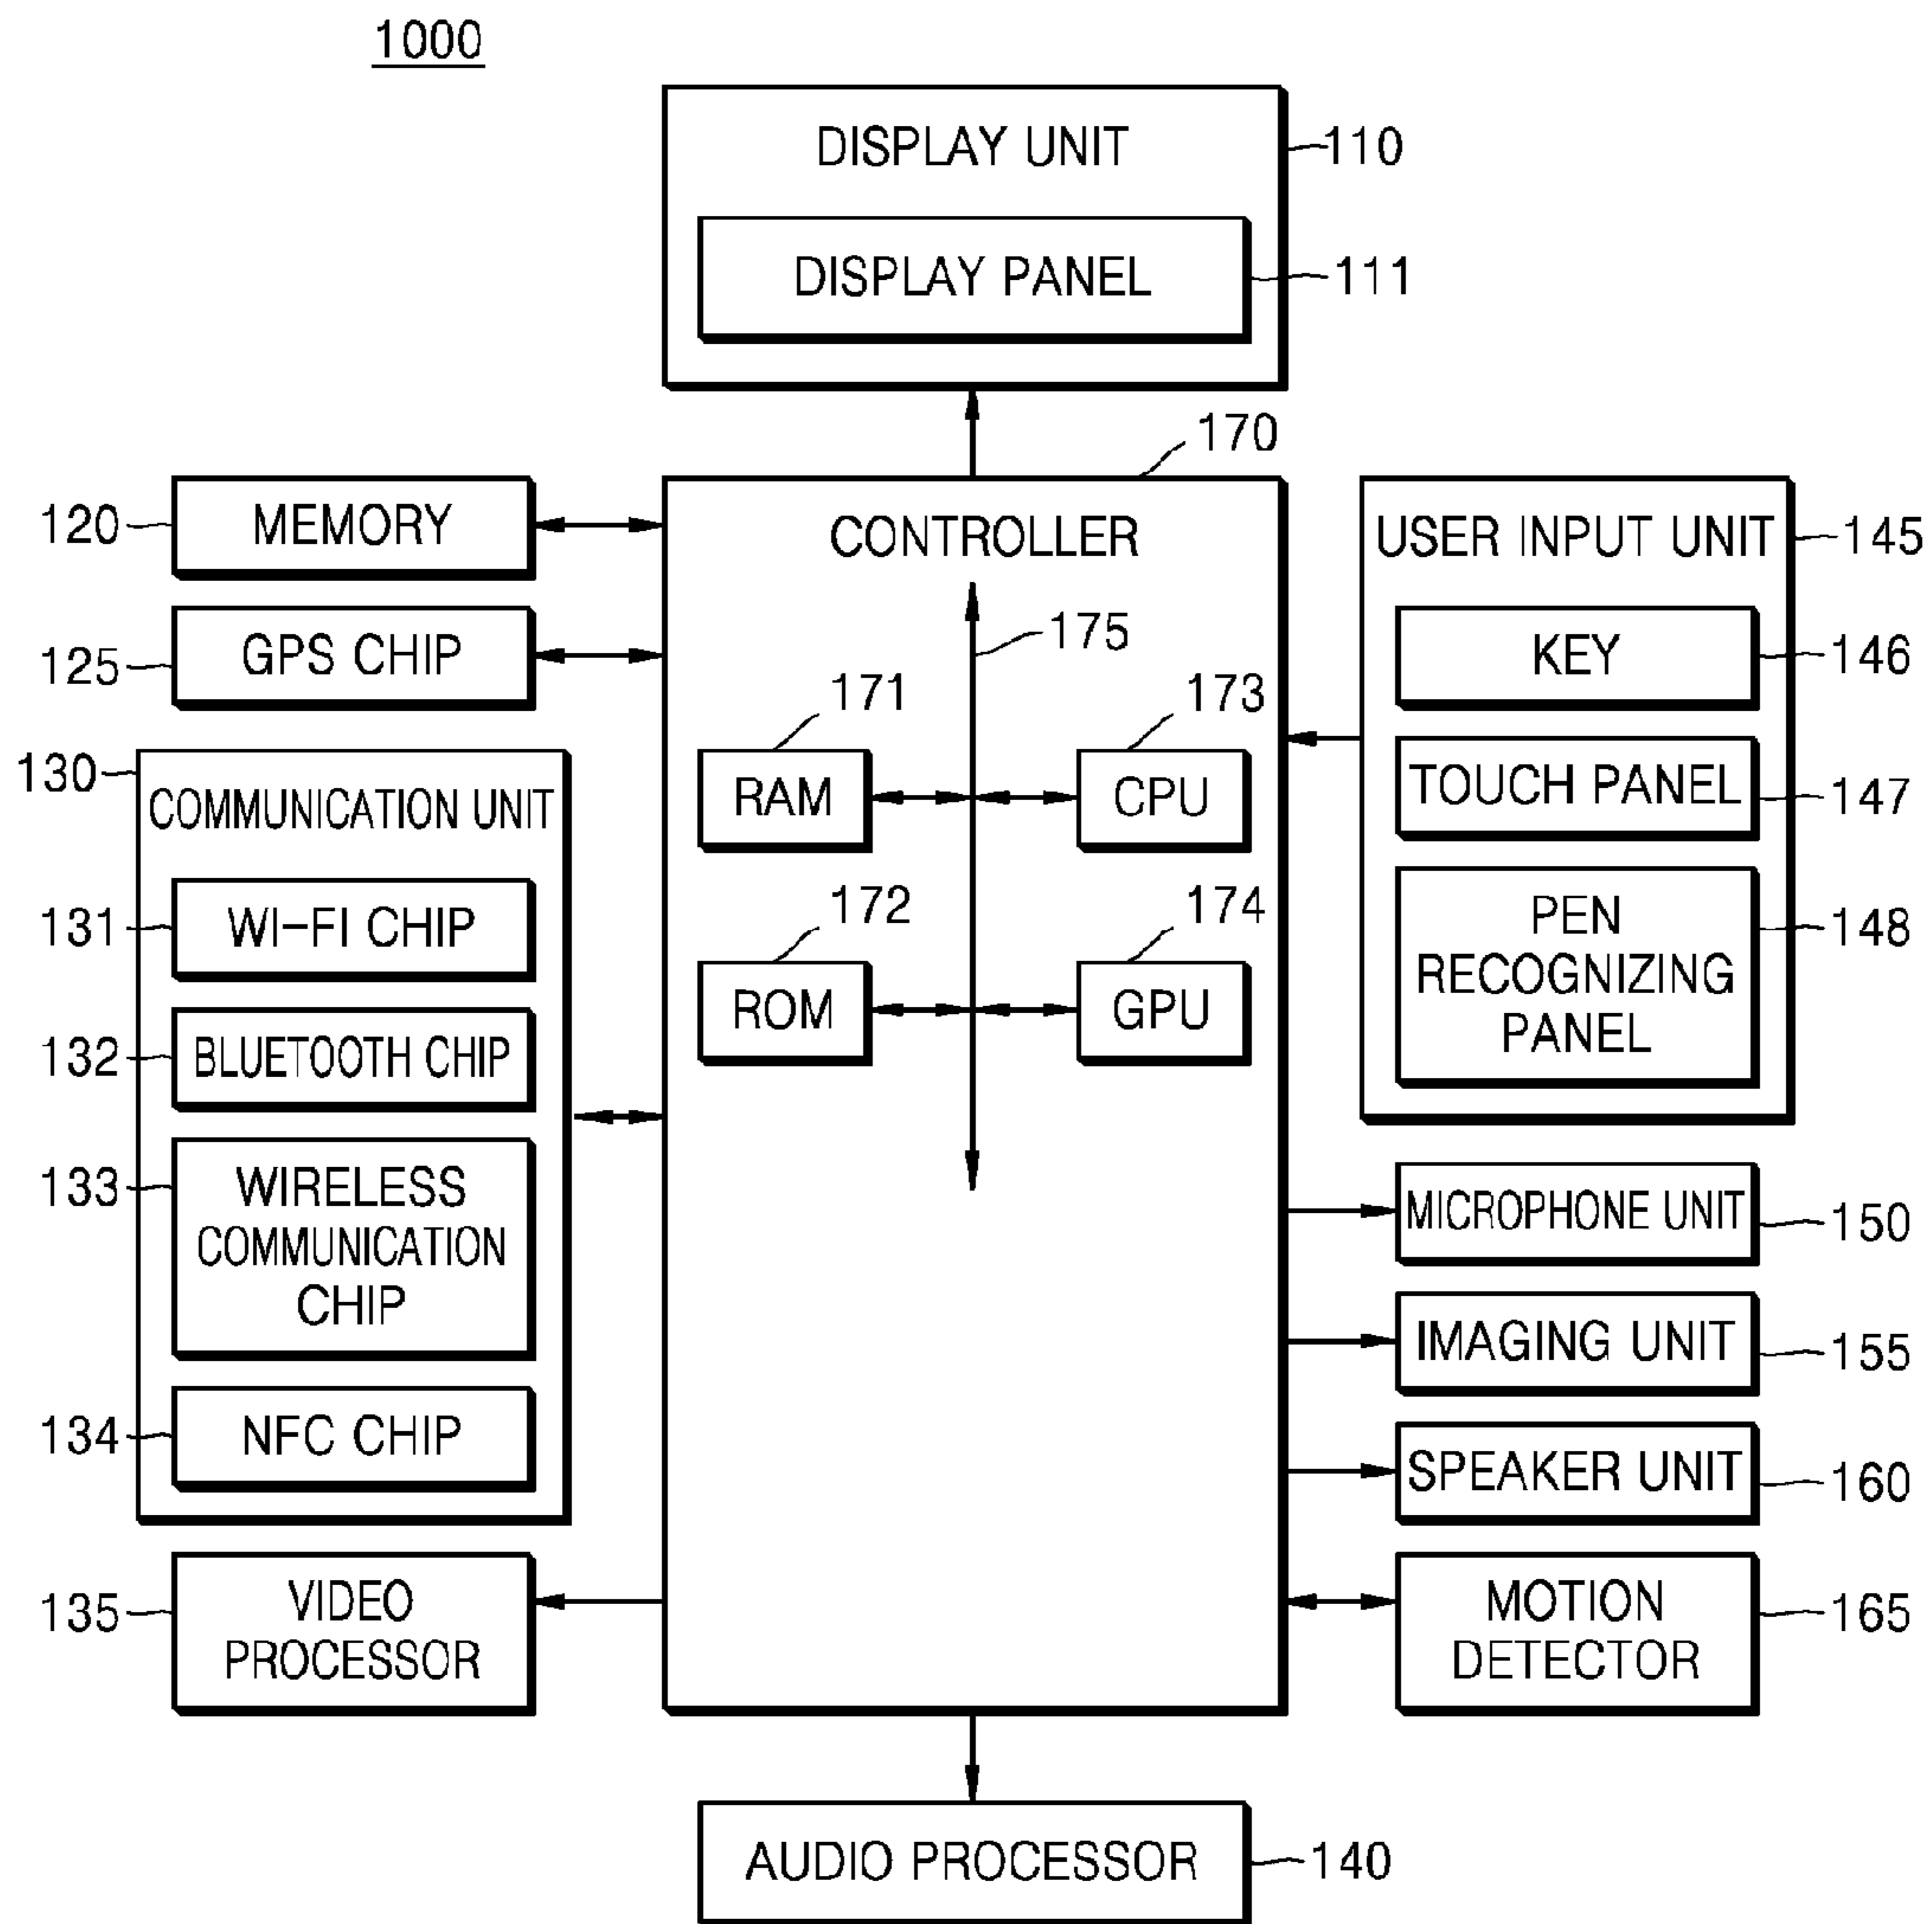 1000
DISPLAY UNIT
110
DISPLAY PANEL
111
170
120
MEMORY
CONTROLLER
USER INPUT UNIT
145
125
GPS CHIP
175
KEY
146
171
173
130
COMMUNICATION UNIT
RAM
CPU
TOUCH PANEL
147
131
WI-FI CHIP
172
174
PEN
RECOGNIZING
PANEL
148
ROM
GPU
132
BLUETOOTH CHIP
133
WIRELESS
COMMUNICATION
CHIP
MICROPHONE UNIT
150
IMAGING UNIT
155
134
NFC CHIP
SPEAKER UNIT
160
135
VIDEO
PROCESSOR
MOTION
DETECTOR
165
AUDIO PROCESSOR
140